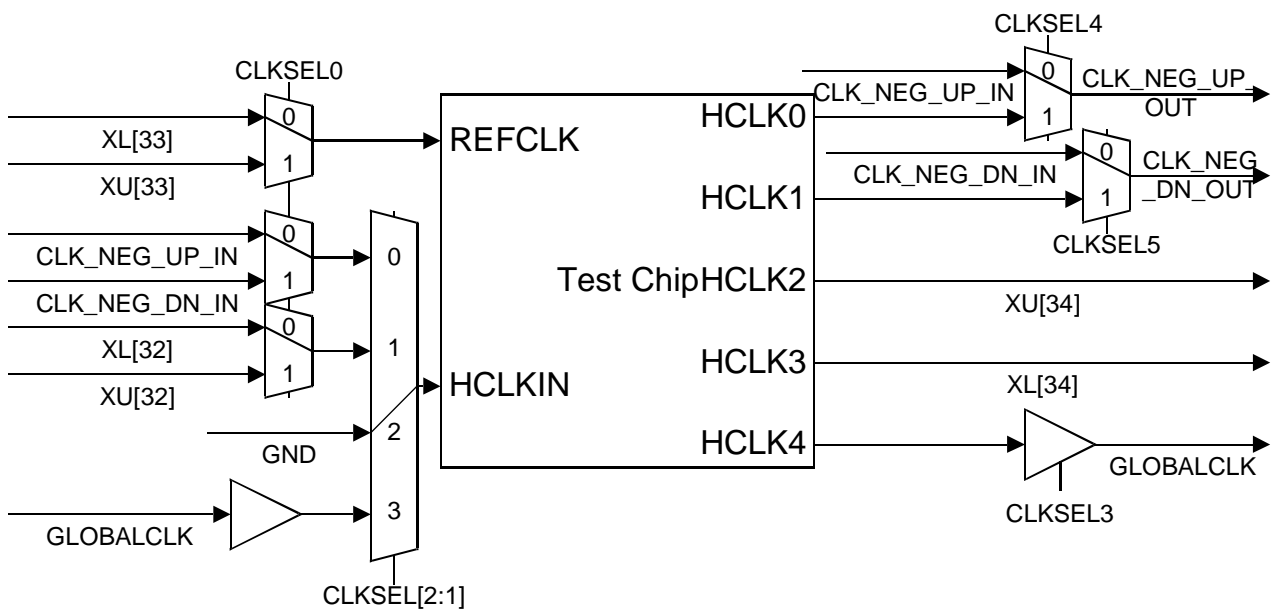 CLKSEL4
CLKSEL0
0
1
XL[33]
XU[33]
REFCLK
HCLK0
CLK_NEG_UP_IN
0
1
CLK_NEG_UP_
OUT
HCLK1
CLK_NEG_DN_IN
0
1
CLK_NEG
_DN_OUT
CLKSEL5
0
1
CLK_NEG_UP_IN
CLK_NEG_DN_IN
0
1
XL[32]
XU[32]
0
1
2
3
GND
GLOBALCLK
CLKSEL[2:1]
HCLKIN
Test Chip
HCLK2
XU[34]
HCLK3
XL[34]
HCLK4
GLOBALCLK
CLKSEL3